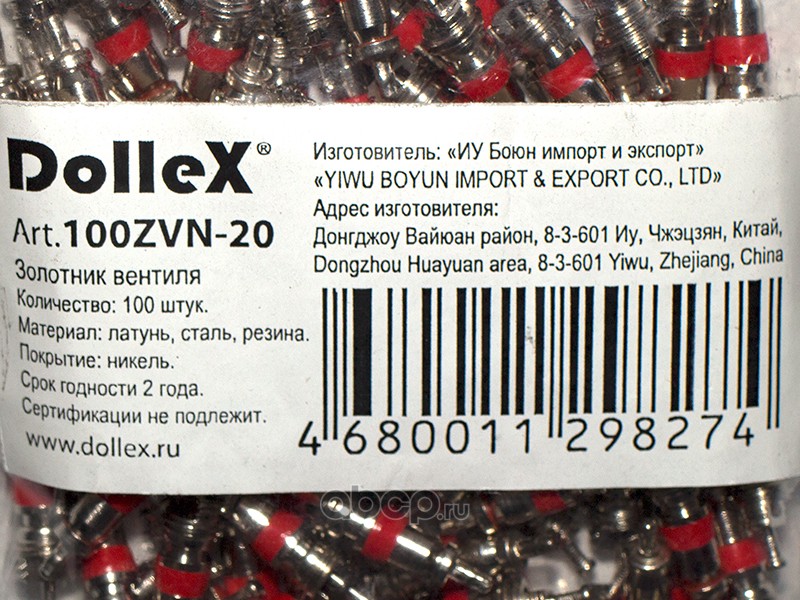 DolleX®
Art.100ZVN-20
Золотник вентиля
Количество: 100 штук.
Материал: латунь, сталь, резина.
Покрытие: никель.
Срок годности 2 года.
Сертификации не подлежит.
www.dollex.ru
Изготовитель: «ИУ Боюн импорт и экспорт»
«YIWU BOYUN IMPORT & EXPORT CO., LTD»
Адрес изготовителя:
Донгджоу Вайюан район, 8-3-601 Иу, Чжэцзян, Китай,
Dongzhou Huayuan area, 8-3-601 Yiwu, Zhejiang, China
4 680011 298274
abcp.ru